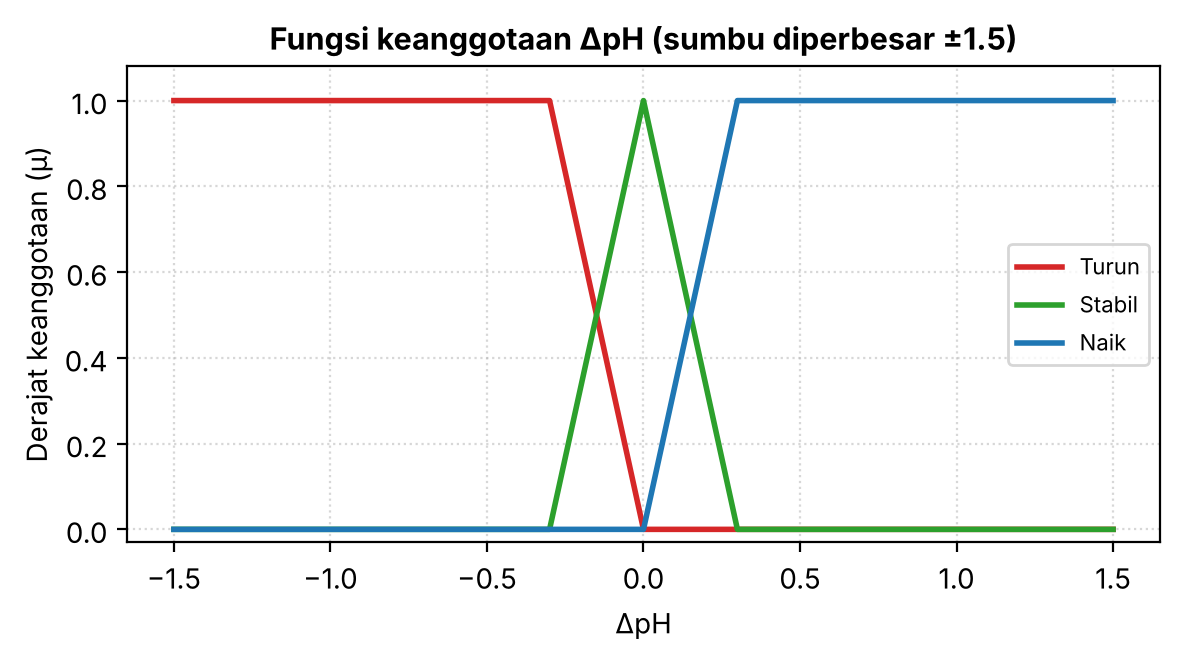 Fungsi keanggotaan ΔpH (sumbu diperbesar ±1.5)
Derajat keanggotaan (μ)
1.0
0.8
0.6
0.4
0.2
0.0
Turun
Stabil
Naik
−1.5 −1.0 −0.5 0.0 0.5 1.0 1.5
ΔpH